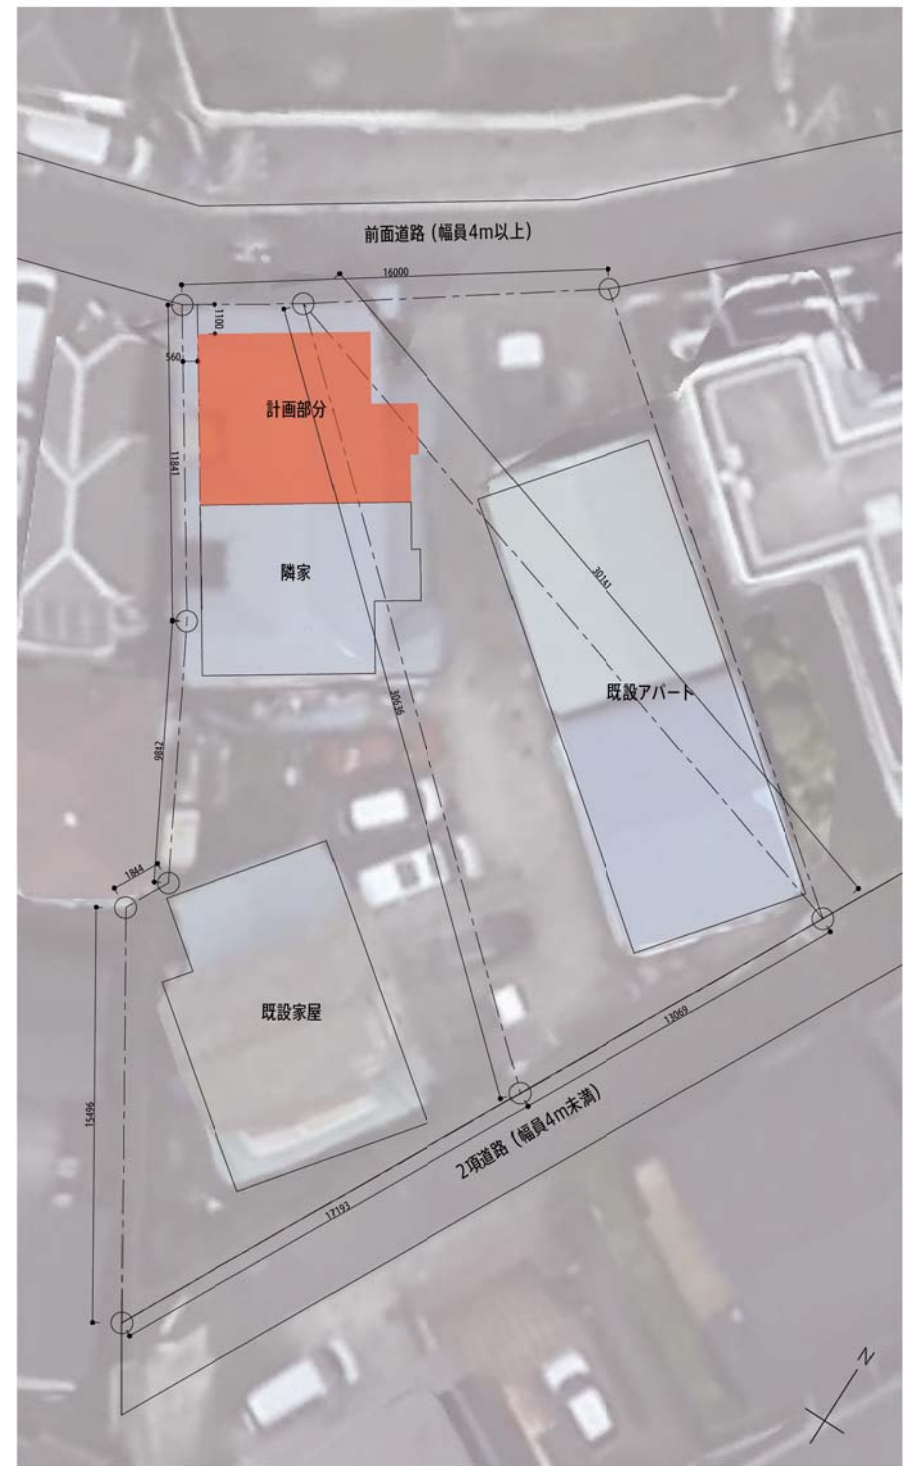 前面道路（幅員4m以上）
16000
1100
560
計画部分
11841
隣家
30141
既設アパート
30636
9842
1844
既設家屋
13069
15496
2項道路（幅員4m未満）
17193
N